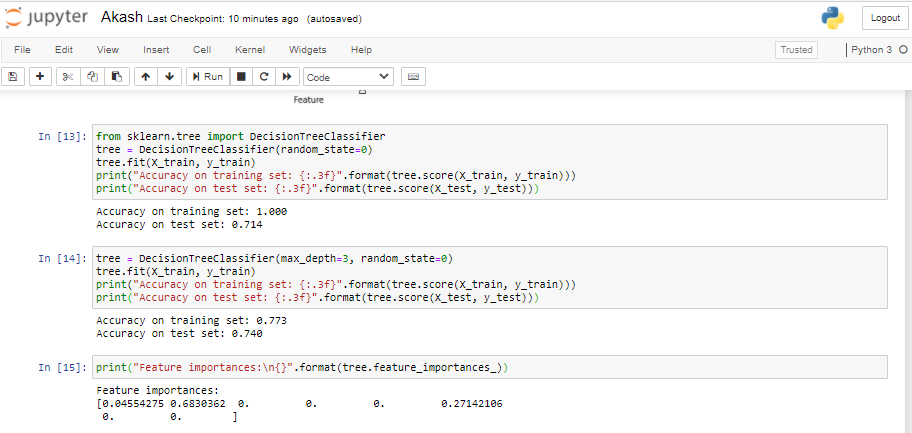 jupyter Akash Last Checkpoint: 10 minutes ago (autosaved)
Logout
File Edit View Insert Cell Kernel Widgets Help
Trusted
Python 3
Run
Code
Feature
In [13]: from sklearn.tree import DecisionTreeClassifier
tree = DecisionTreeClassifier(random_state=0)
tree.fit(X_train, y_train)
print("Accuracy on training set: {:.3f}".format(tree.score(X_train, y_train)))
print("Accuracy on test set: {:.3f}".format(tree.score(X_test, y_test)))
Accuracy on training set: 1.000
Accuracy on test set: 0.714
In [14]: tree = DecisionTreeClassifier(max_depth=3, random_state=0)
tree.fit(X_train, y_train)
print("Accuracy on training set: {:.3f}".format(tree.score(X_train, y_train)))
print("Accuracy on test set: {:.3f}".format(tree.score(X_test, y_test)))
Accuracy on training set: 0.773
Accuracy on test set: 0.740
In [15]: print("Feature importances:\n{}".format(tree.feature_importances_))
Feature importances:
[0.04554275 0.6830362 0. 0. 0. 0.27142106
0. 0. ]